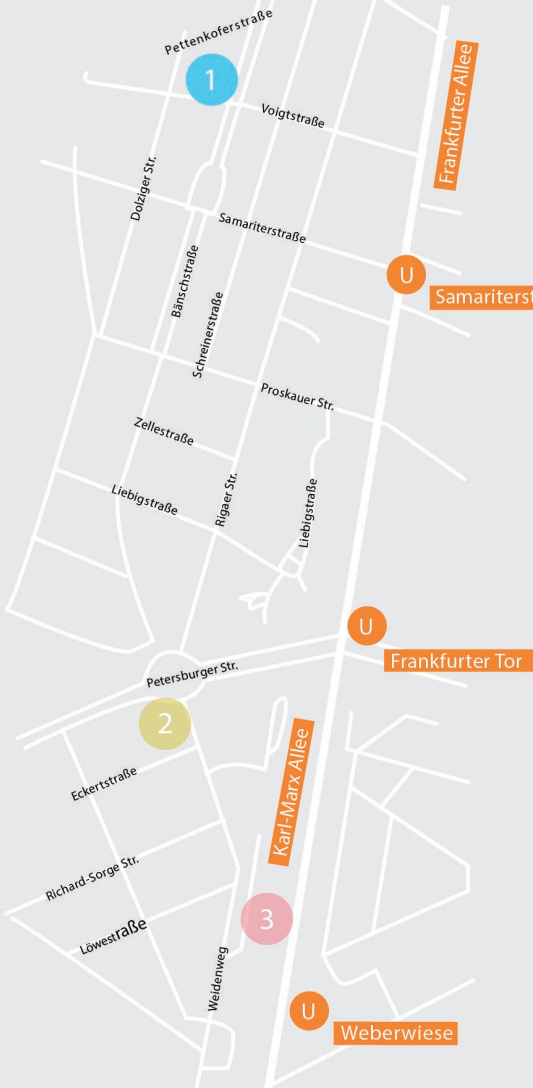 Pettenkoferstraße
1
Frankfurter Allee
Voigtstraße
Dolziger Str.
Samariterstraße
Bänschstraße
U
Samariterst
Schreinerstraße
Proskauer Str.
Zellestraße
Rigaer Str.
Liebigstraße
Liebigstraße
U
Frankfurter Tor
Petersburger Str.
2
Karl-Marx Allee
Eckertstraße
Richard-Sorge Str.
3
Löwestraße
Weidenweg
U
Weberwiese